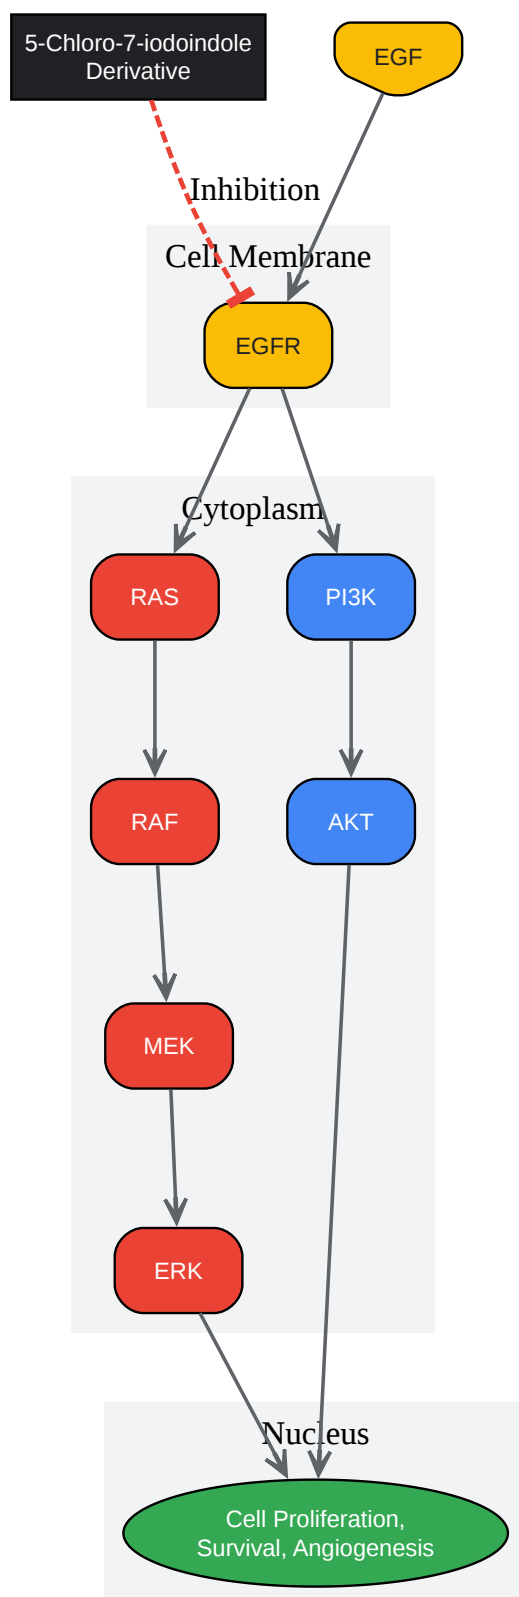 5-Chloro-7-iodoindole
Derivative
EGF
Inhibition
Cell Membrane
EGFR
Cytoplasm
RAS
PI3K
RAF
AKT
MEK
ERK
Nucleus
Cell Proliferation,
Survival, Angiogenesis